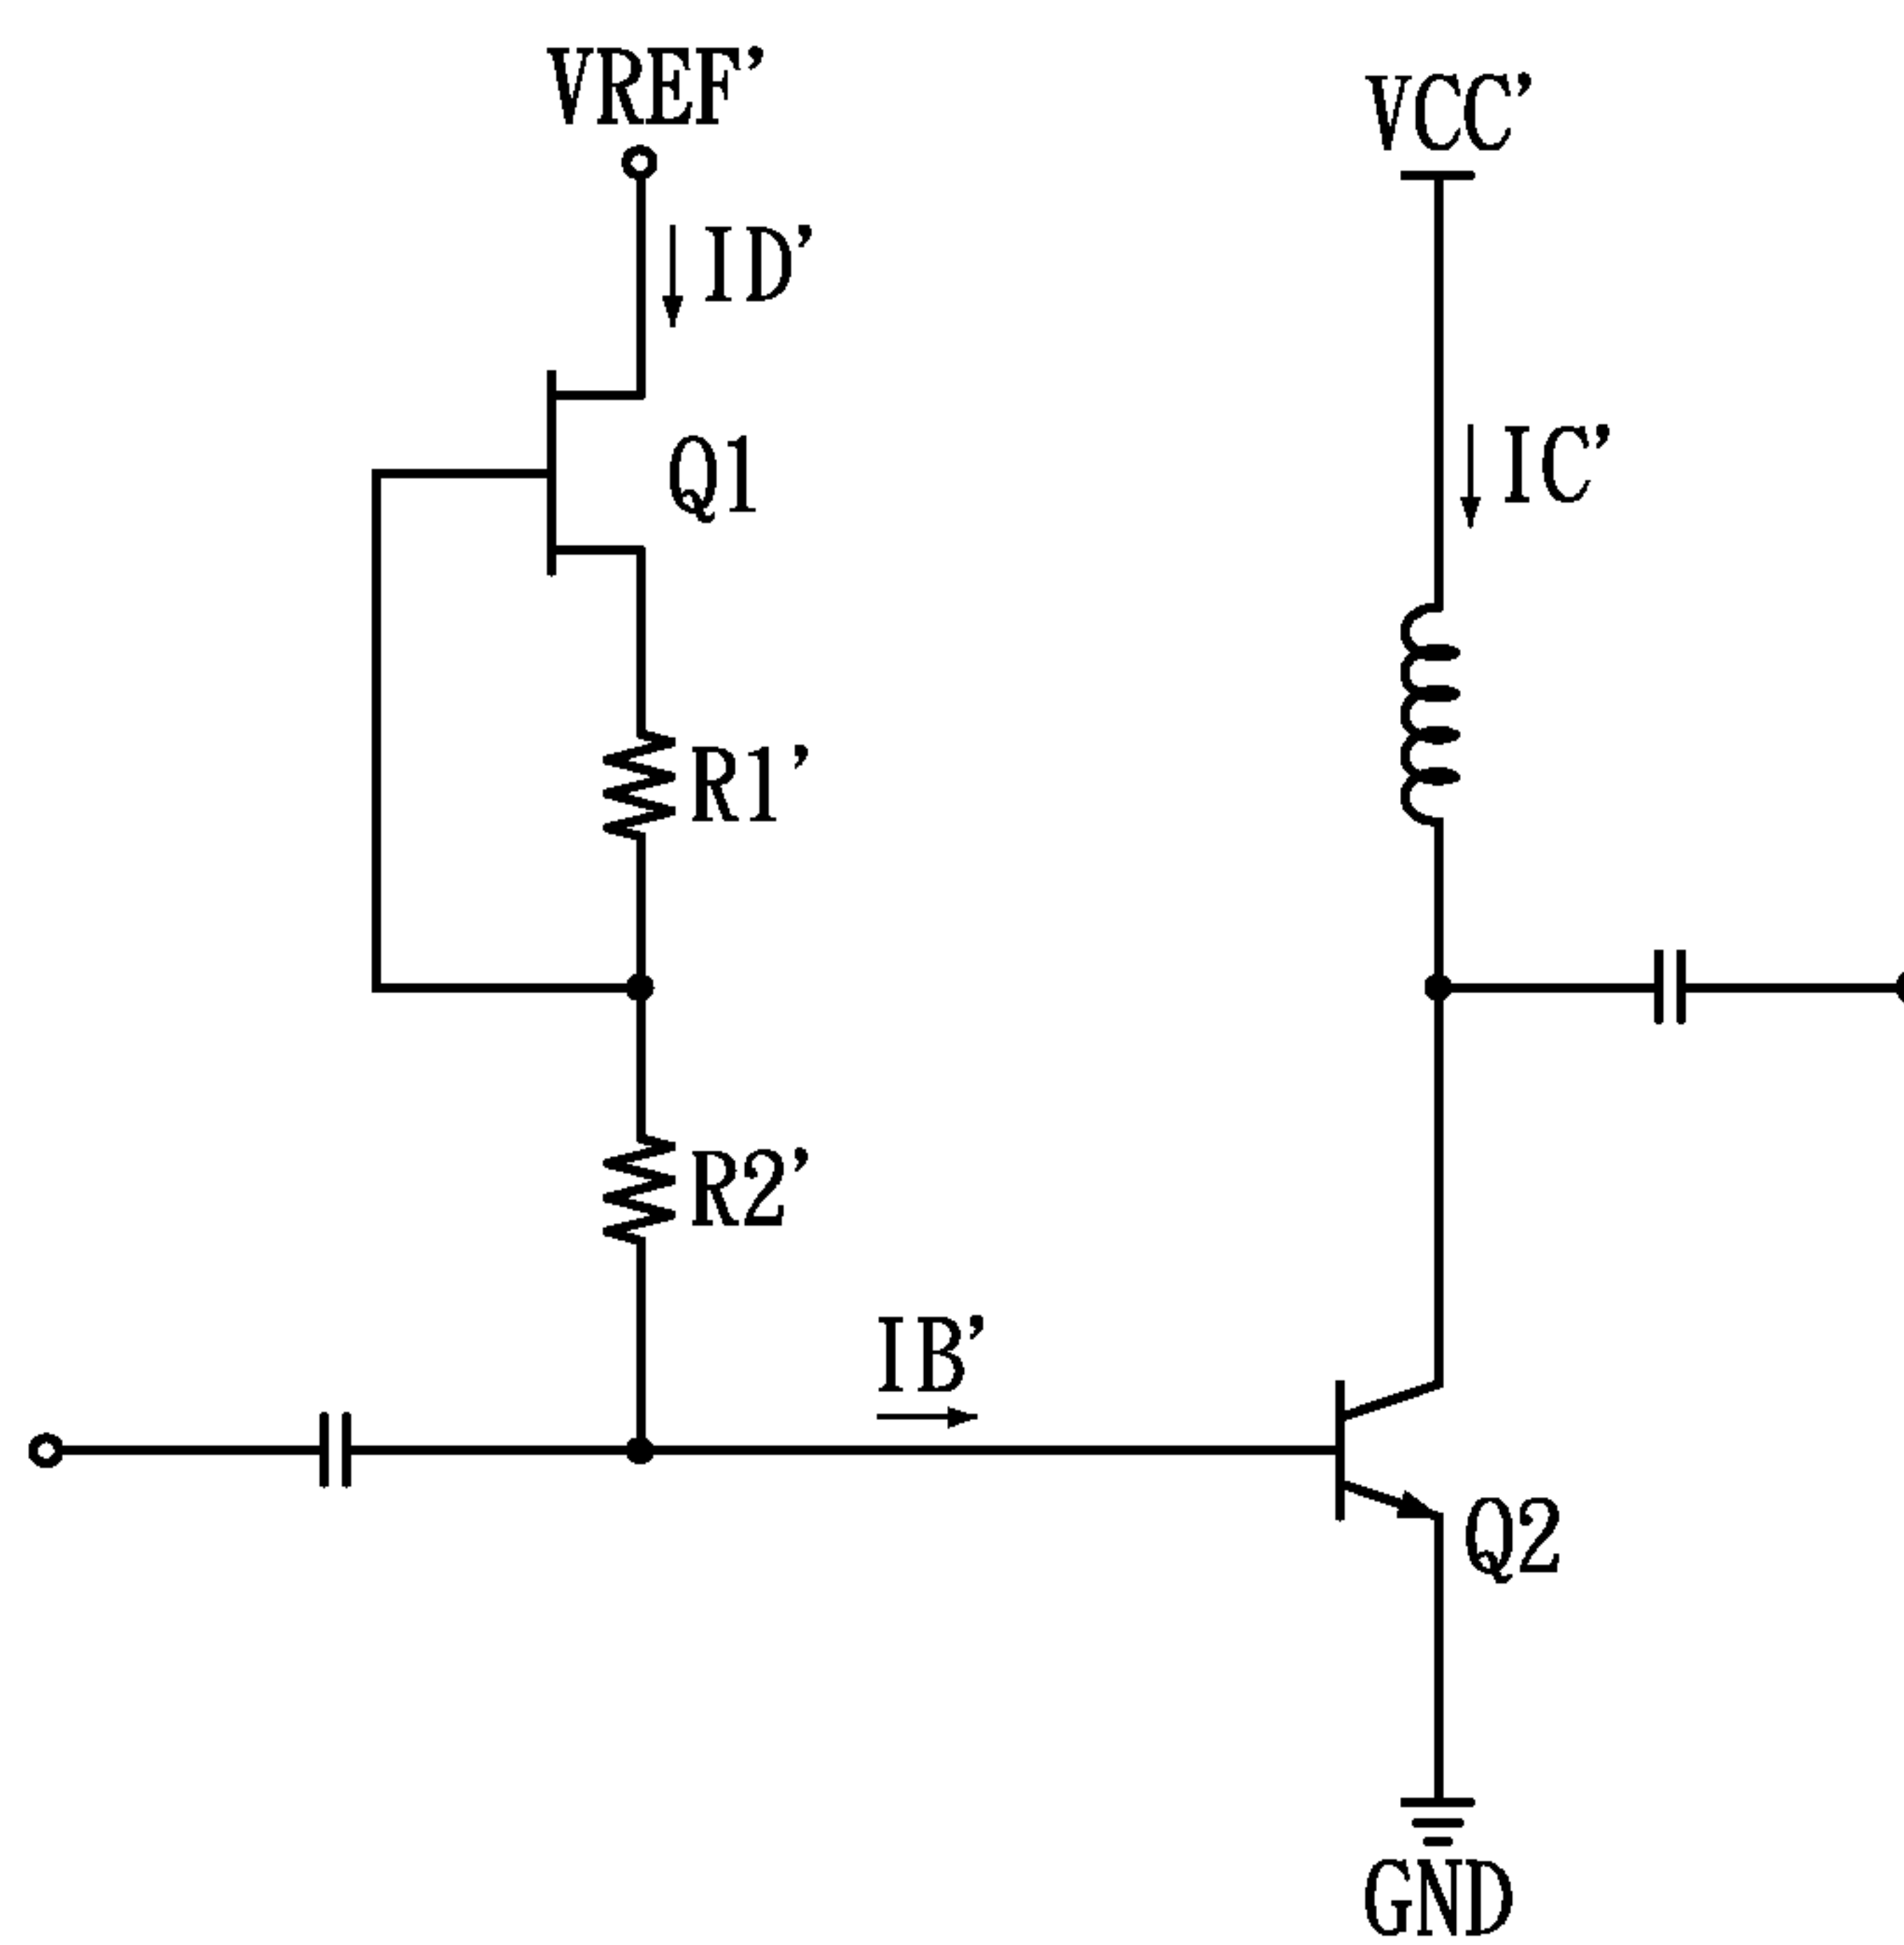 VREF'
VCC'
ID'
Q1
IC'
R1'
R2'
IB'
Q2
GND